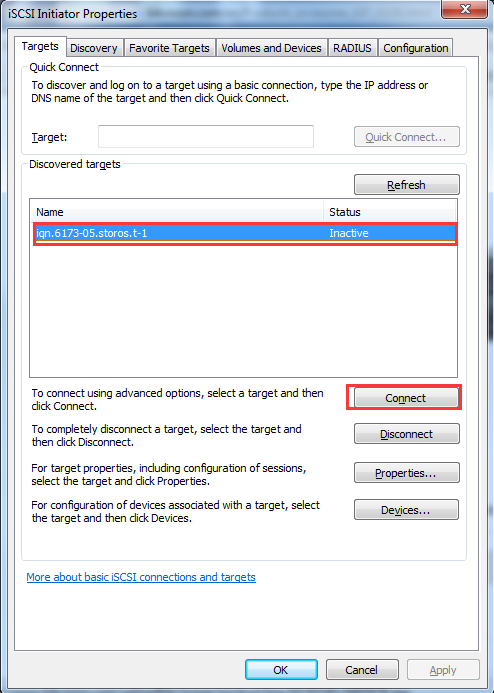 iSCSI Initiator Properties
Targets Discovery Favorite Targets Volumes and Devices RADIUS Configuration
Quick Connect
To discover and log on to a target using a basic connection, type the IP address or
DNS name of the target and then click Quick Connect.
Target: Quick Connect...
Discovered targets
Refresh
Name Status
iqn.6173-05.storos.t-1 Inactive
To connect using advanced options, select a target and then
click Connect.
Connect
To completely disconnect a target, select the target and
then click Disconnect.
Disconnect
For target properties, including configuration of sessions,
select the target and click Properties.
Properties...
For configuration of devices associated with a target, select
the target and then click Devices.
Devices...
More about basic iSCSI connections and targets
OK Cancel Apply